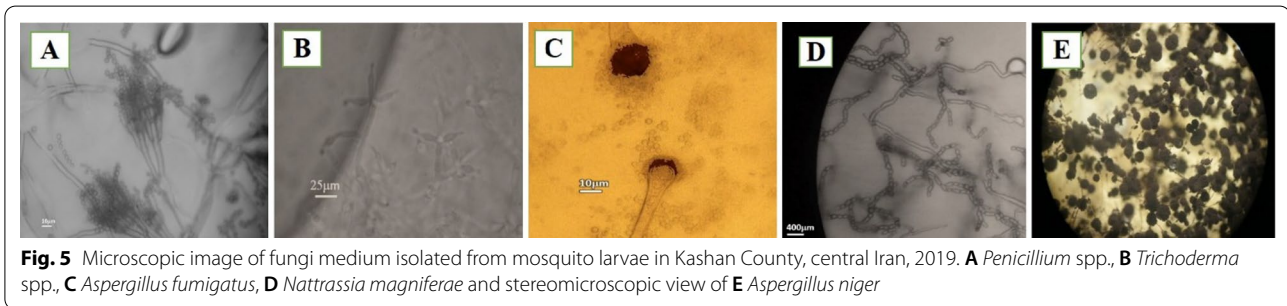 A
B
C
D
E
10µm
25µm
10µm
400µm
Fig. 5 Microscopic image of fungi medium isolated from mosquito larvae in Kashan County, central Iran, 2019. A Penicillium spp., B Trichoderma
spp., C Aspergillus fumigatus, D Nattrassia magniferae and stereomicroscopic view of E Aspergillus niger